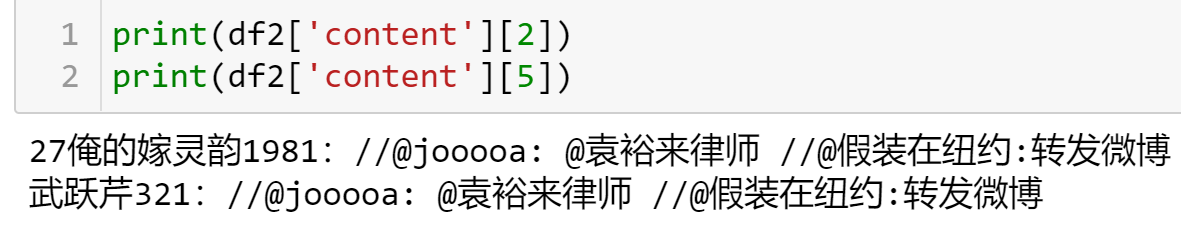 1 print(df2['content'][2])
2 print(df2['content'][5])
27俺的嫁灵韵1981：//@jooooa: @袁裕来律师 //@假装在纽约:转发微博
武跃芹321：//@jooooa: @袁裕来律师 //@假装在纽约:转发微博